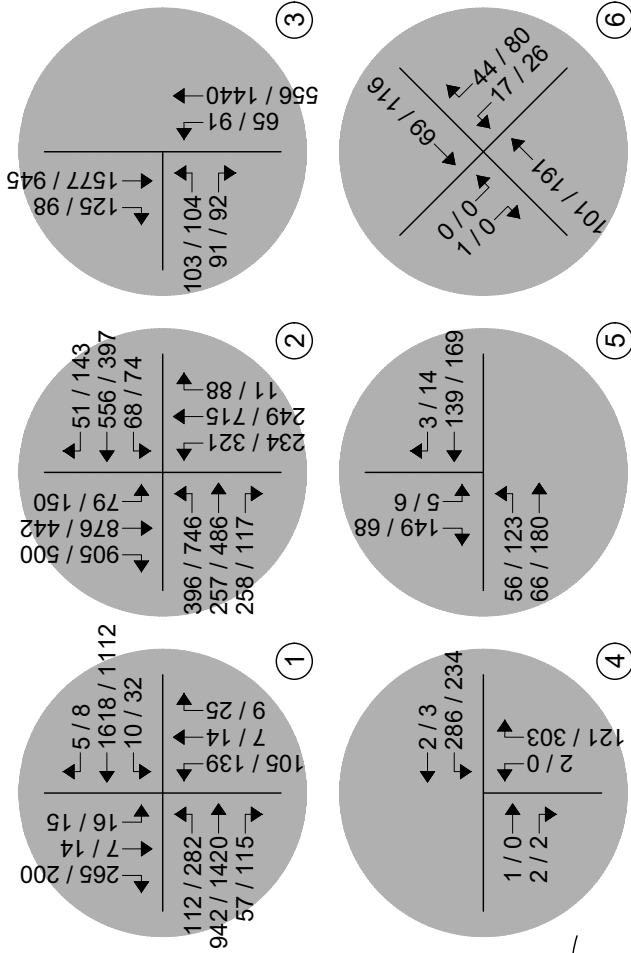 5 / 8
1618 / 1112
10 / 32
16 / 15
7 / 14
265 / 200
112 / 282
942 / 1420
57 / 115
9 / 25
7 / 14
105 / 139
1
51 / 143
556 / 397
68 / 74
79 / 150
876 / 442
905 / 500
396 / 746
257 / 486
258 / 117
11 / 88
249 / 715
234 / 321
2
1577 / 945
125 / 98
103 / 104
91 / 92
556 / 1440
65 / 91
3
2 / 3
286 / 234
1 / 0
2 / 2
2 / 0
121 / 303
4
3 / 14
139 / 169
5 / 6
149 / 68
56 / 123
66 / 180
5
69 / 116
44 / 80
17 / 26
0 / 0
1 / 0
101 / 191
6
/